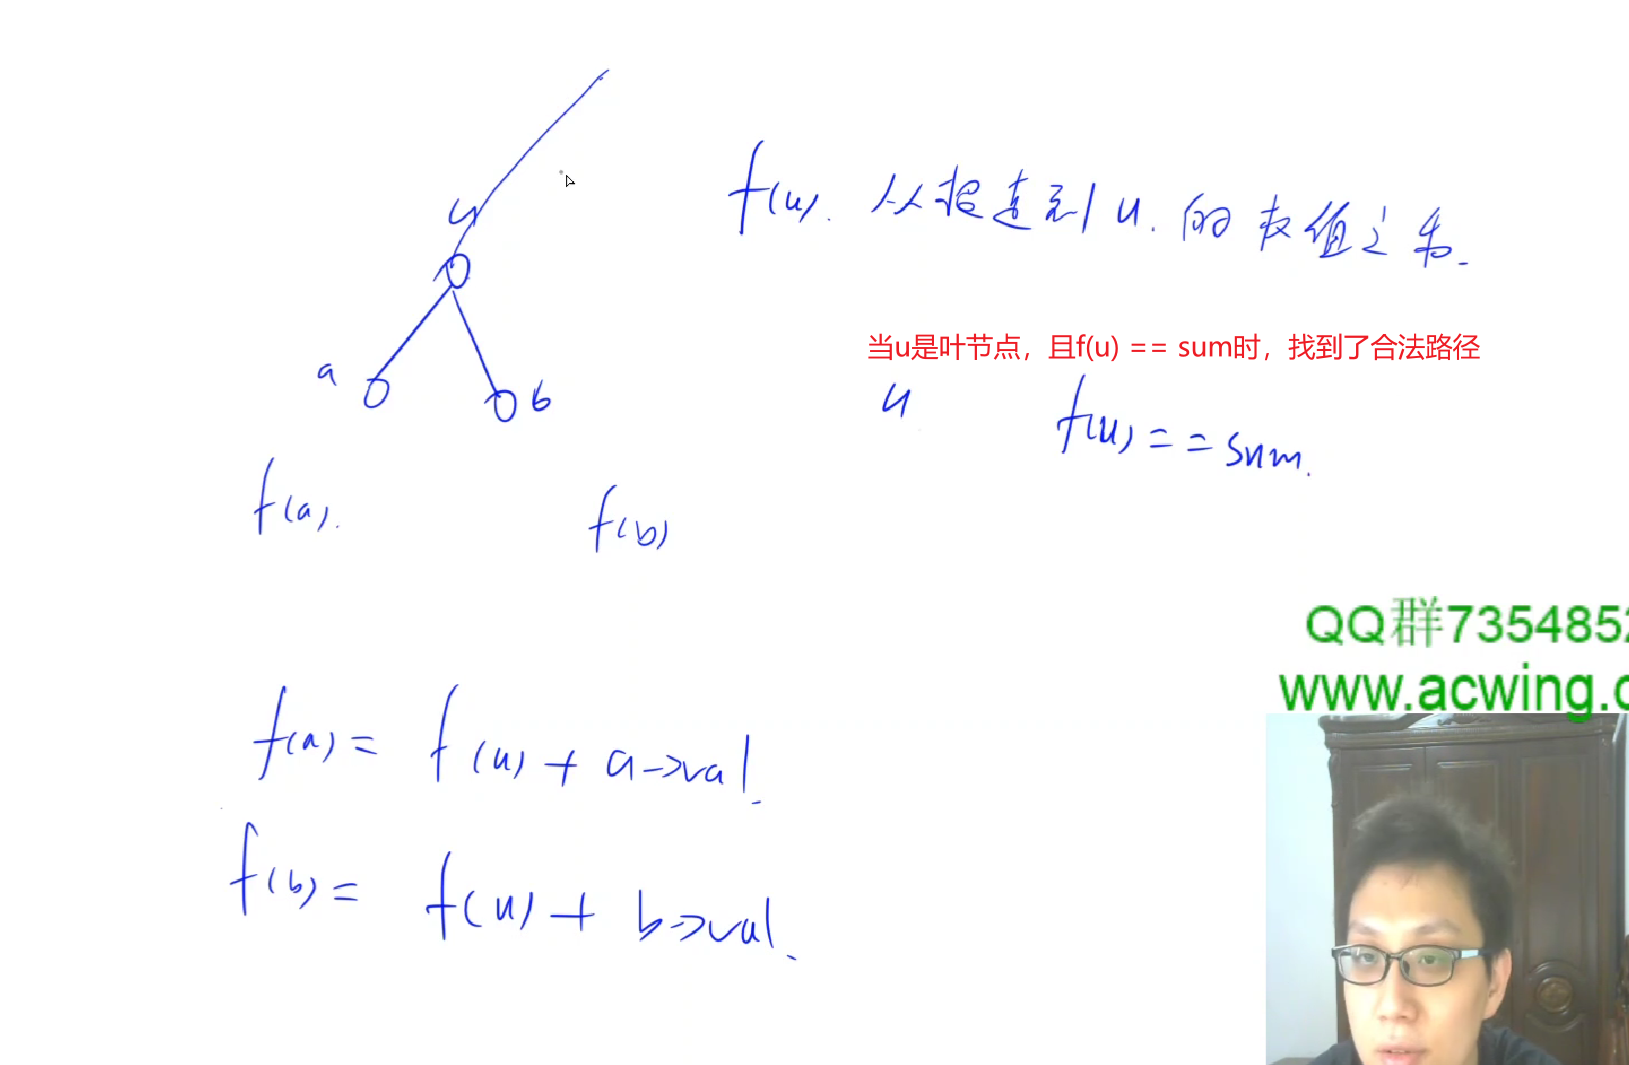 u
f(u). 从根走到u.的权值之和.
当u是叶节点，且f(u) == sum时，找到了合法路径
a
b
u f(u) == sum.
f(a). f(b)
QQ群7354852
www.acwing.c
f(a) = f(u) + a->val.
f(b) = f(u) + b->val.